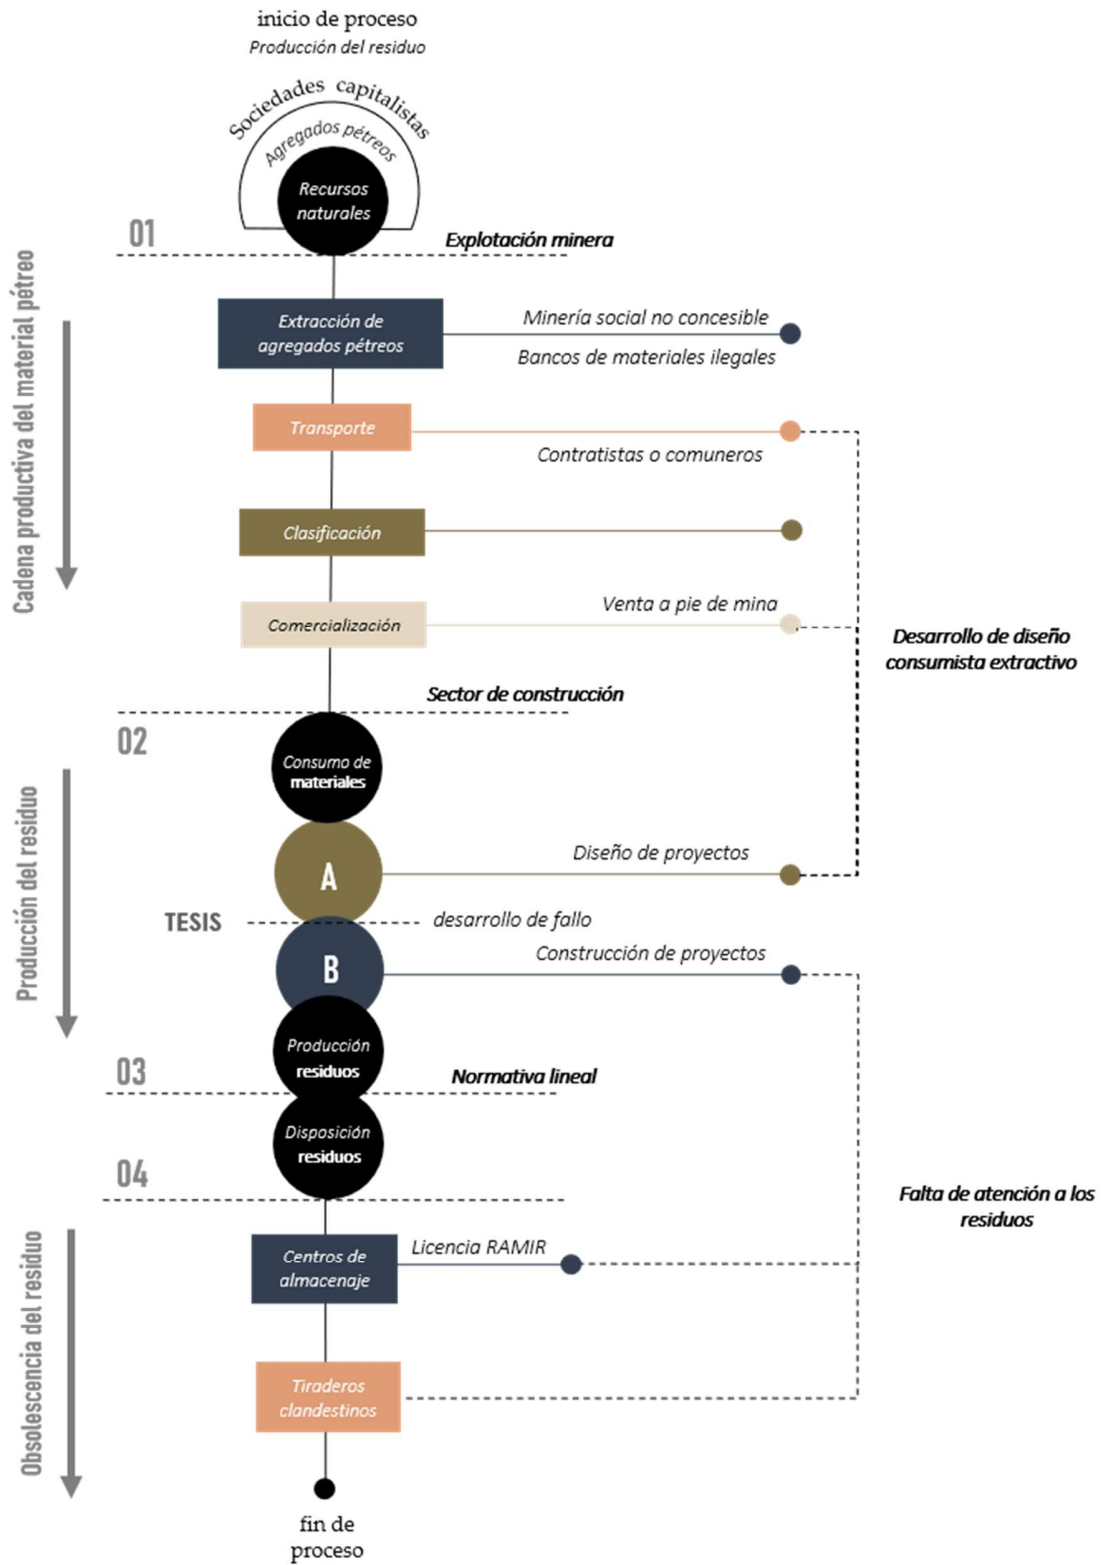 inicio de proceso
Producción del residuo
Sociedades capitalistas
Agregados pétreos
Recursos
naturales
01
Explotación minera
Cadena productiva del material pétreo
Extracción de
agregados pétreos
Minería social no concesible
Bancos de materiales ilegales
Transporte
Contratistas o comuneros
Clasificación
Comercialización
Venta a pie de mina
Desarrollo de diseño
consumista extractivo
Sector de construcción
02
Consumo de
materiales
Producción del residuo
A
Diseño de proyectos
TESIS
desarrollo de fallo
B
Construcción de proyectos
Producción
residuos
03
Normativa lineal
Disposición
residuos
04
Falta de atención a los
residuos
Obsolescencia del residuo
Centros de
almacenaje
Licencia RAMIR
Tiraderos
clandestinos
fin de
proceso